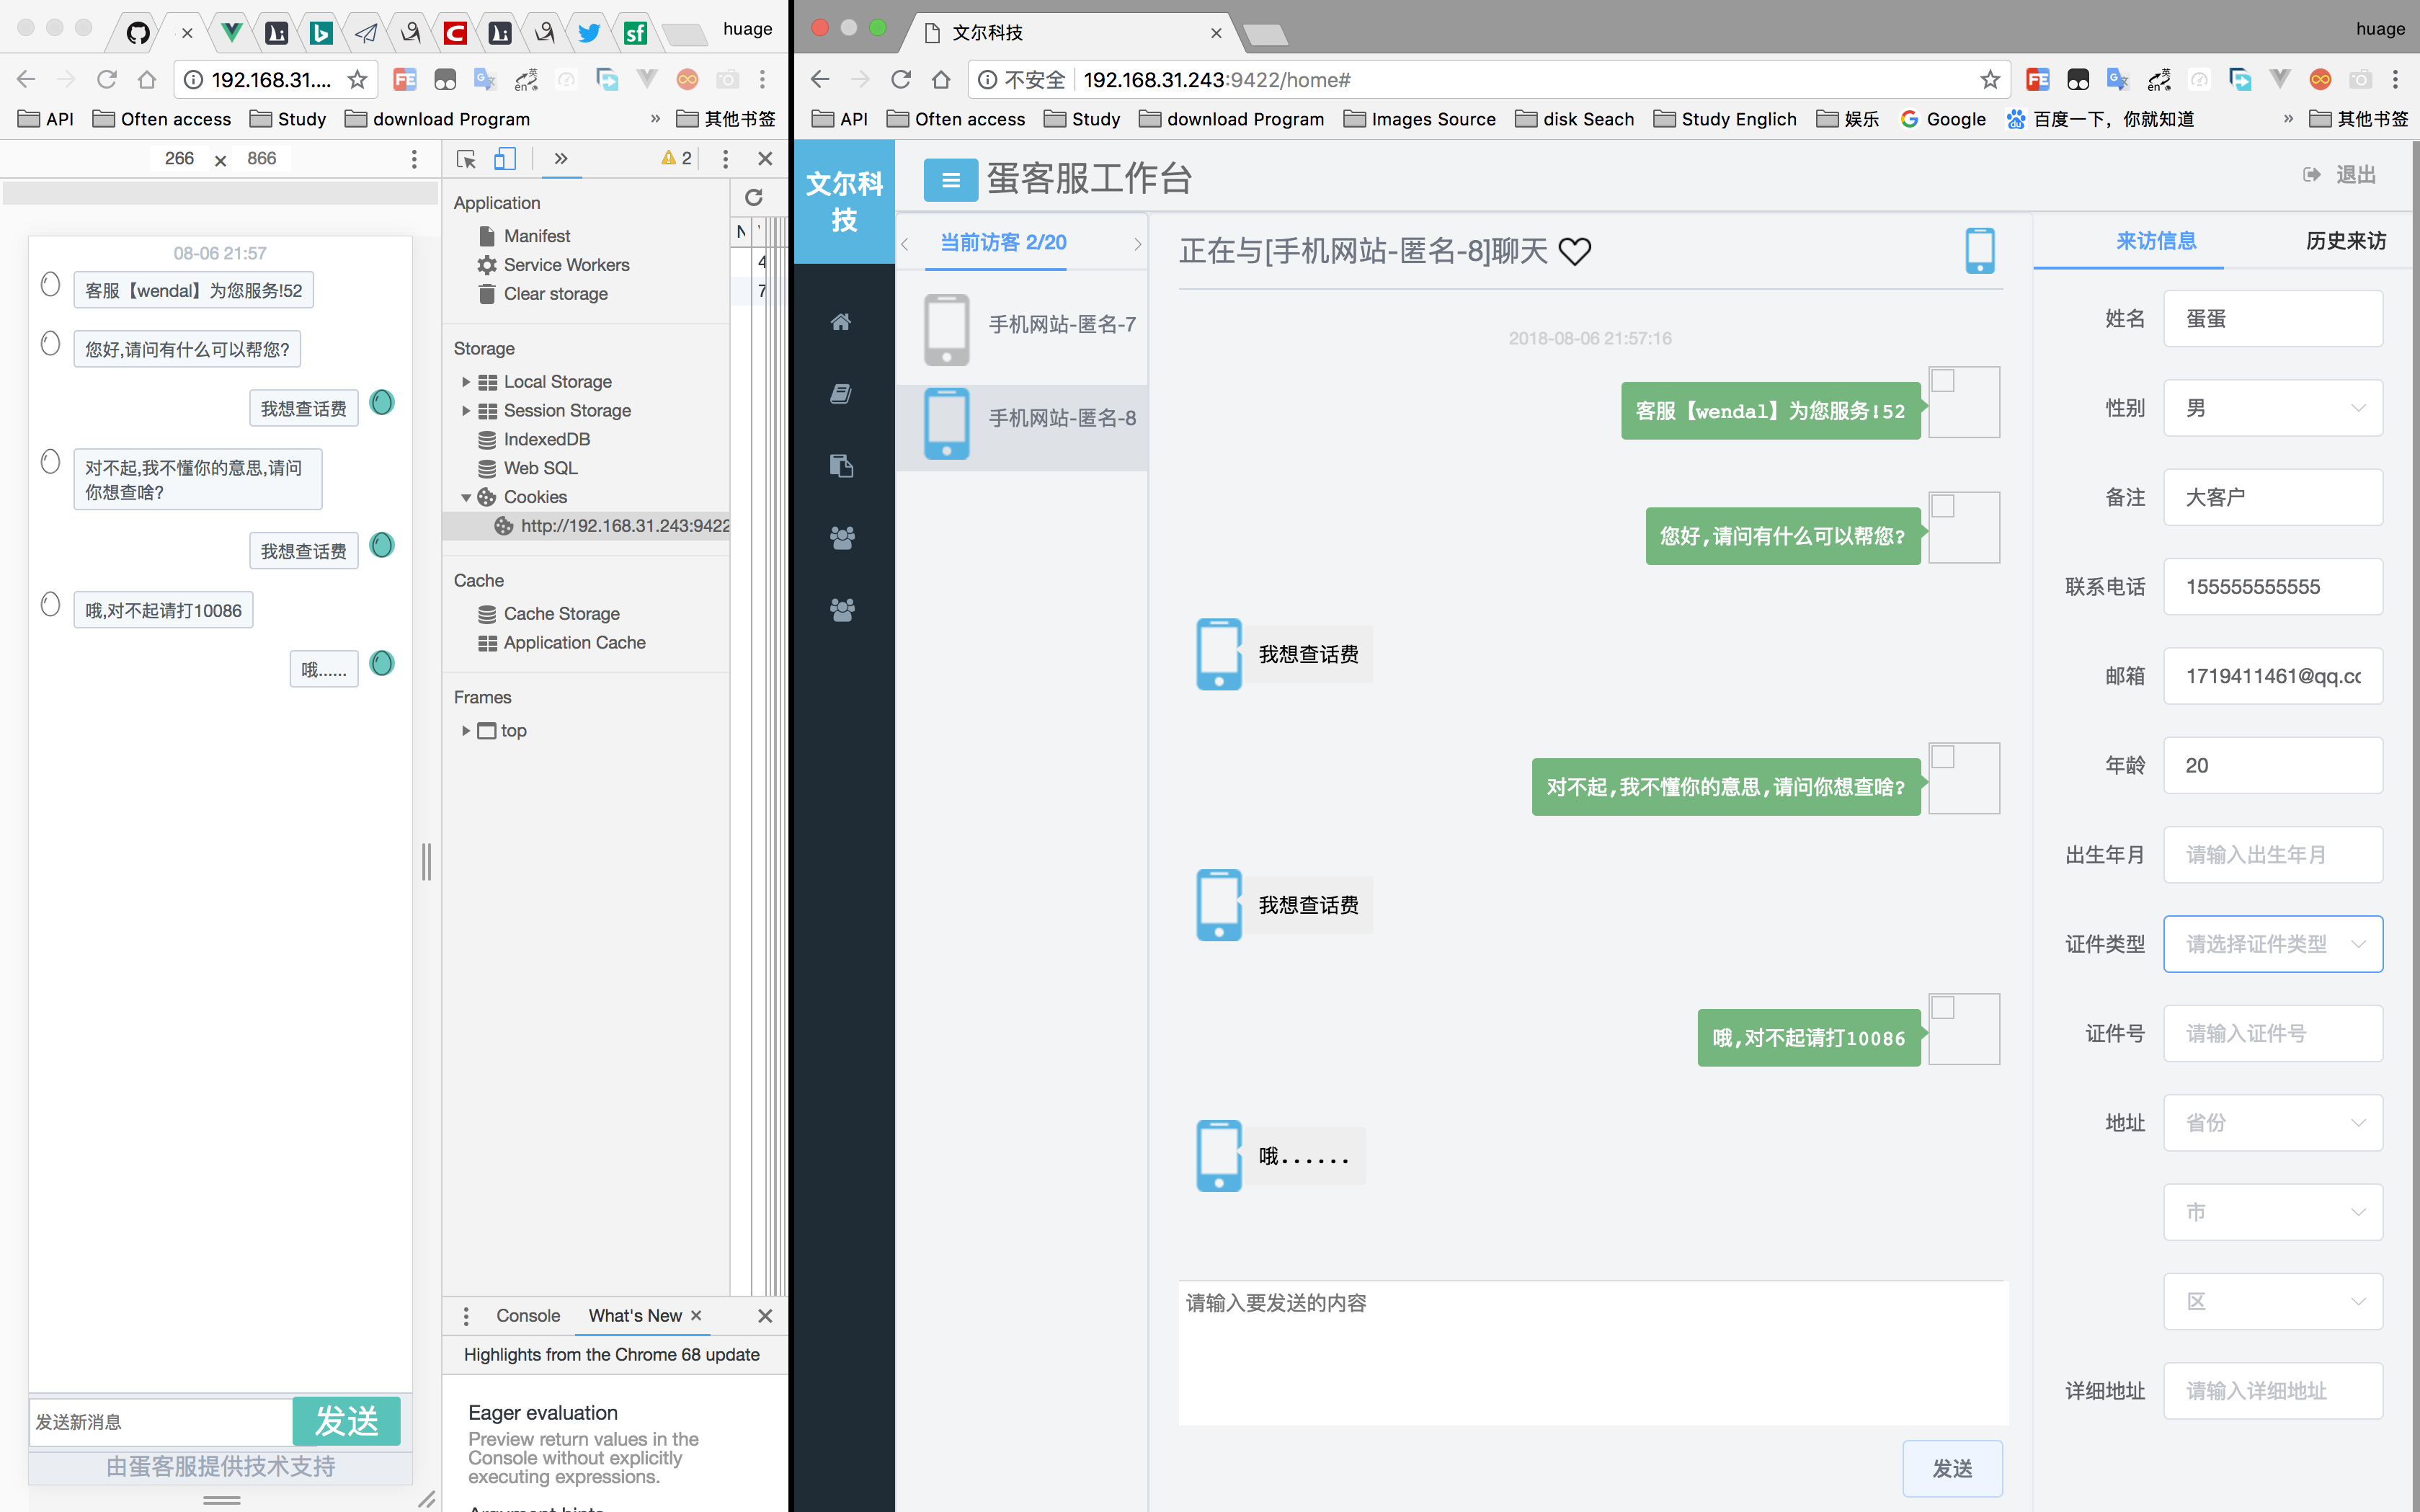 huage
192.168.31....
API
Often access
Study
download Program
»
其他书签
266
×
866
2
Application
Manifest
Service Workers
Clear storage
Storage
Local Storage
Session Storage
IndexedDB
Web SQL
Cookies
http://192.168.31.243:9422
Cache
Cache Storage
Application Cache
Frames
top
4
7
08-06 21:57
客服【wendal】为您服务!52
您好,请问有什么可以帮您?
我想查话费
对不起,我不懂你的意思,请问
你想查啥?
我想查话费
哦,对不起请打10086
哦......
发送新消息
发送
由蛋客服提供技术支持
Console
What's New
Highlights from the Chrome 68 update
Eager evaluation
Preview return values in the
Console without explicitly
executing expressions.
文尔科技
huage
不安全
192.168.31.243:9422/home#
API
Often access
Study
download Program
Images Source
disk Seach
Study Englich
娱乐
Google
百度一下，你就知道
»
其他书签
文尔科
技
蛋客服工作台
退出
当前访客 2/20
手机网站-匿名-7
手机网站-匿名-8
正在与[手机网站-匿名-8]聊天
2018-08-06 21:57:16
客服【wendal】为您服务!52
您好,请问有什么可以帮您?
我想查话费
对不起,我不懂你的意思,请问你想查啥?
我想查话费
哦,对不起请打10086
哦......
请输入要发送的内容
发送
来访信息
历史来访
姓名
蛋蛋
性别
男
备注
大客户
联系电话
155555555555
邮箱
1719411461@qq.cc
年龄
20
出生年月
请输入出生年月
证件类型
请选择证件类型
证件号
请输入证件号
地址
省份
市
区
详细地址
请输入详细地址